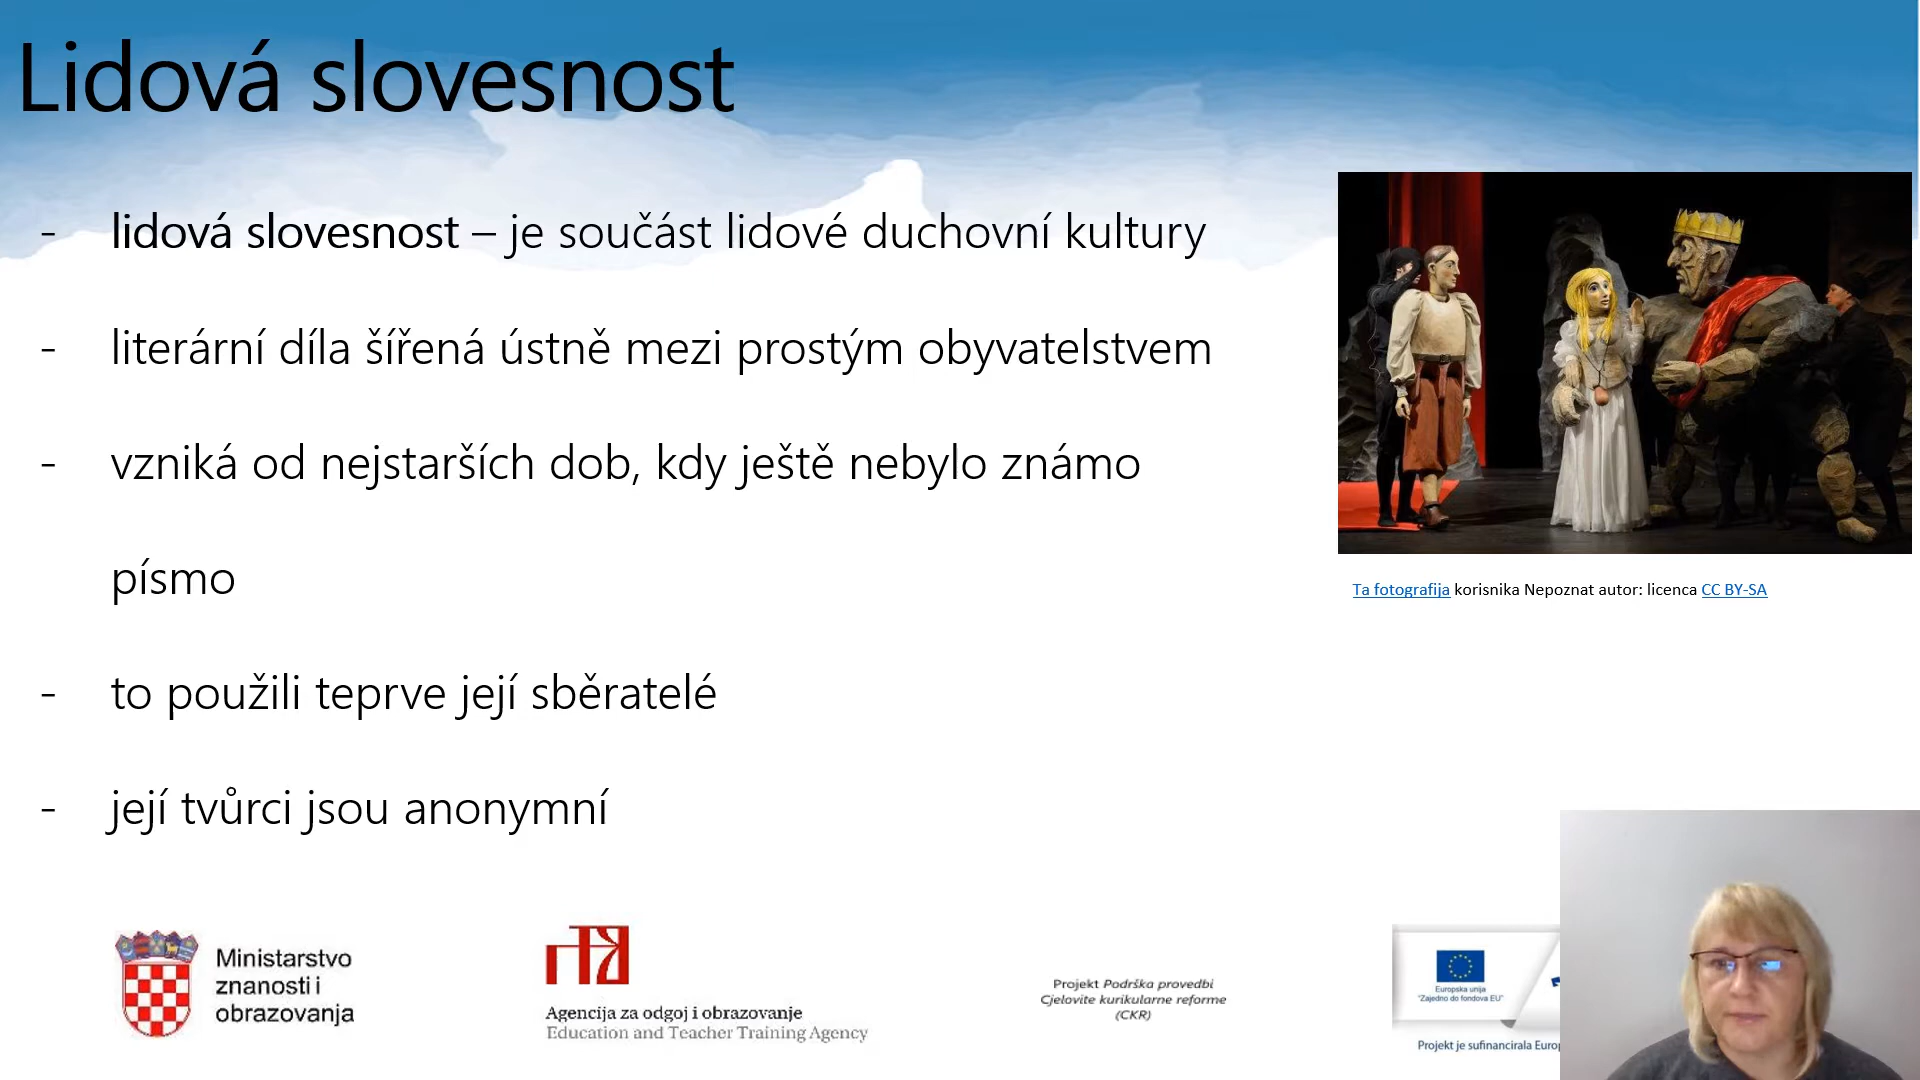 Lidová slovesnost
- lidová slovesnost – je součást lidové duchovní kultury
- literární díla šířená ústně mezi prostým obyvatelstvem
- vzniká od nejstarších dob, kdy ještě nebylo známo
písmo
- to použili teprve její sběratelé
- její tvůrci jsou anonymní
Ta fotografija korisnika Nepoznat autor: licenca CC BY-SA
Ministarstvo
znanosti i
obrazovanja
Agencija za odgoj i obrazovanje
Education and Teacher Training Agency
Projekt Podrška provedbi
Cjelovite kurikularne reforme
(CKR)
Europska unija
"Zajedno do fondova EU"
Projekt je sufinancirala Europ